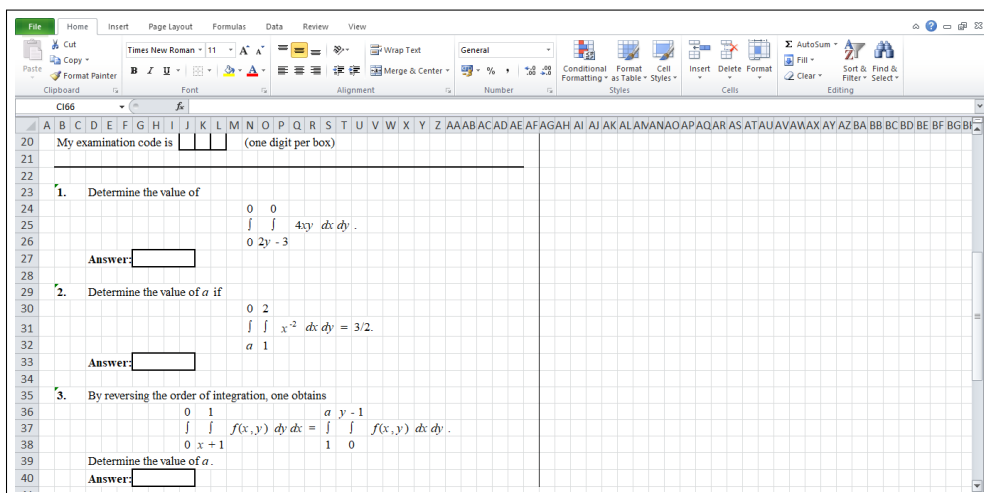 File Home Insert Page Layout Formulas Data Review View
Cut
Copy
Format Painter
Paste
Clipboard
Times New Roman 11 A A
B I U A
Font
Wrap Text
Merge & Center
Alignment
General
% ,
Number
Conditional Formatting
Format as Table
Cell Styles
Styles
Insert Delete Format
Cells
Σ AutoSum
Fill
Clear
Sort & Filter
Find & Select
Editing
CI66 fx
A B C D E F G H I J K L M N O P Q R S T U V W X Y Z AA AB AC AD AE AF AG AH AI AJ AK AL AM AN AO AP AQ AR AS AT AU AV AW AX AY AZ BA BB BC BD BE BF BG
20 My examination code is (one digit per box)
21
22
23 1. Determine the value of
24 0 0
25 ∫ ∫ 4xy dx dy .
26 0 2y - 3
27 Answer:
28
29 2. Determine the value of a if
30 0 2
31 ∫ ∫ x⁻² dx dy = 3/2.
32 a 1
33 Answer:
34
35 3. By reversing the order of integration, one obtains
36 0 1 a y - 1
37 ∫ ∫ f(x,y) dy dx = ∫ ∫ f(x,y) dx dy .
38 0 x + 1 1 0
39 Determine the value of a.
40 Answer: